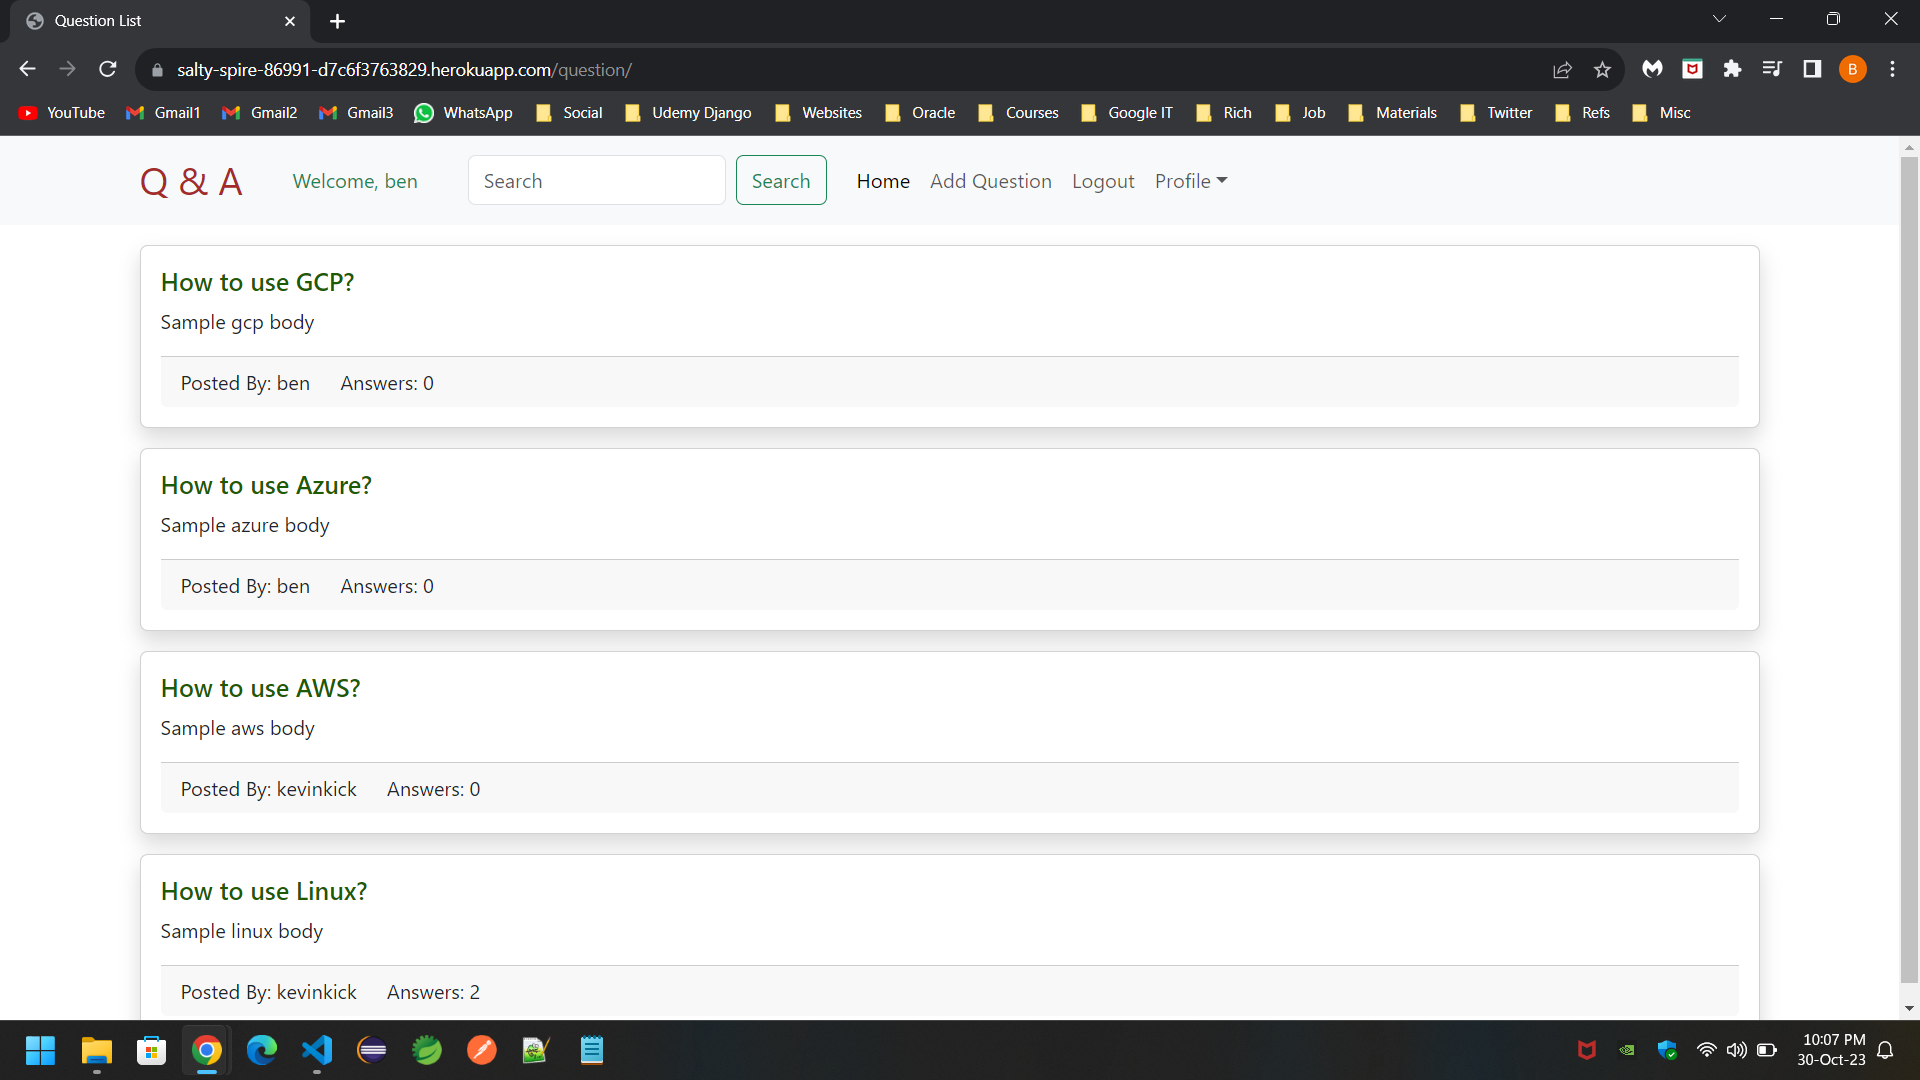 Question List
salty-spire-86991-d7c6f3763829.herokuapp.com/question/
B
YouTube Gmail1 Gmail2 Gmail3 WhatsApp Social Udemy Django Websites Oracle Courses Google IT Rich Job Materials Twitter Refs Misc
Q & A Welcome, ben Search Search Home Add Question Logout Profile
How to use GCP?
Sample gcp body
Posted By: ben Answers: 0
How to use Azure?
Sample azure body
Posted By: ben Answers: 0
How to use AWS?
Sample aws body
Posted By: kevinkick Answers: 0
How to use Linux?
Sample linux body
Posted By: kevinkick Answers: 2
10:07 PM
30-Oct-23